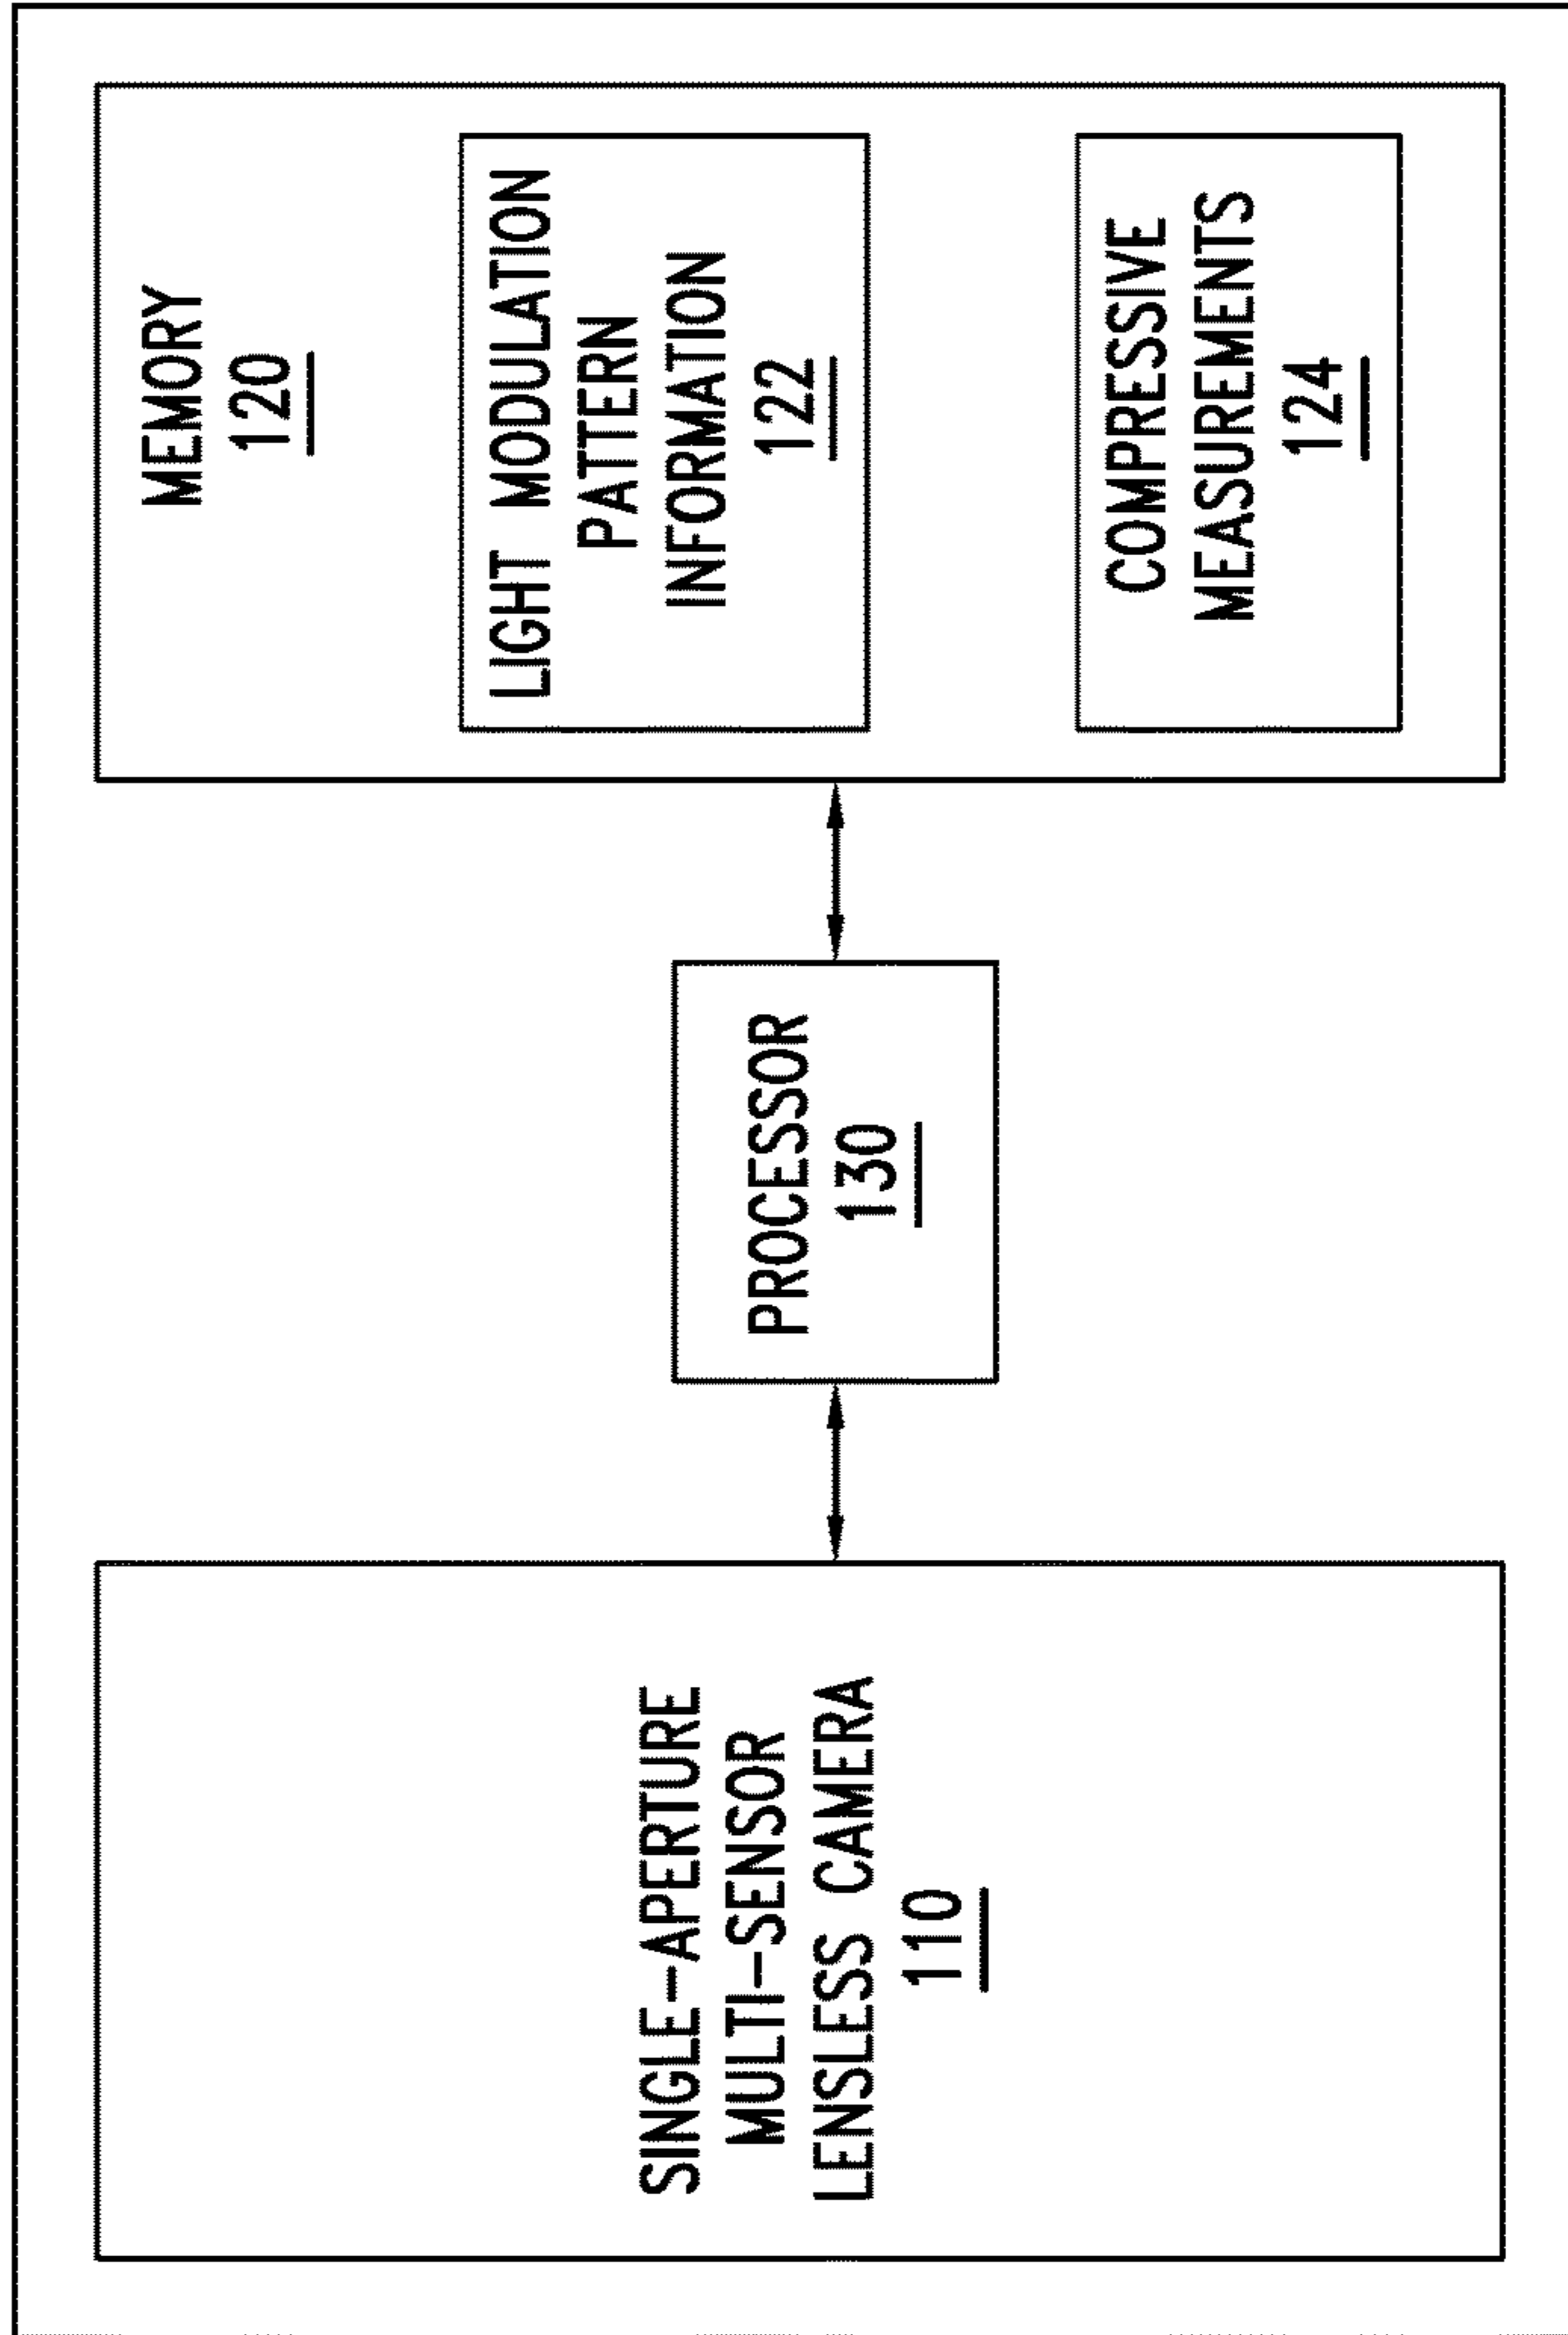 SINGLE-APERTURE
MULTI-SENSOR
LENSLESS CAMERA
110
PROCESSOR
130
MEMORY
120
LIGHT MODULATION
PATTERN
INFORMATION
122
COMPRESSIVE
MEASUREMENTS
124